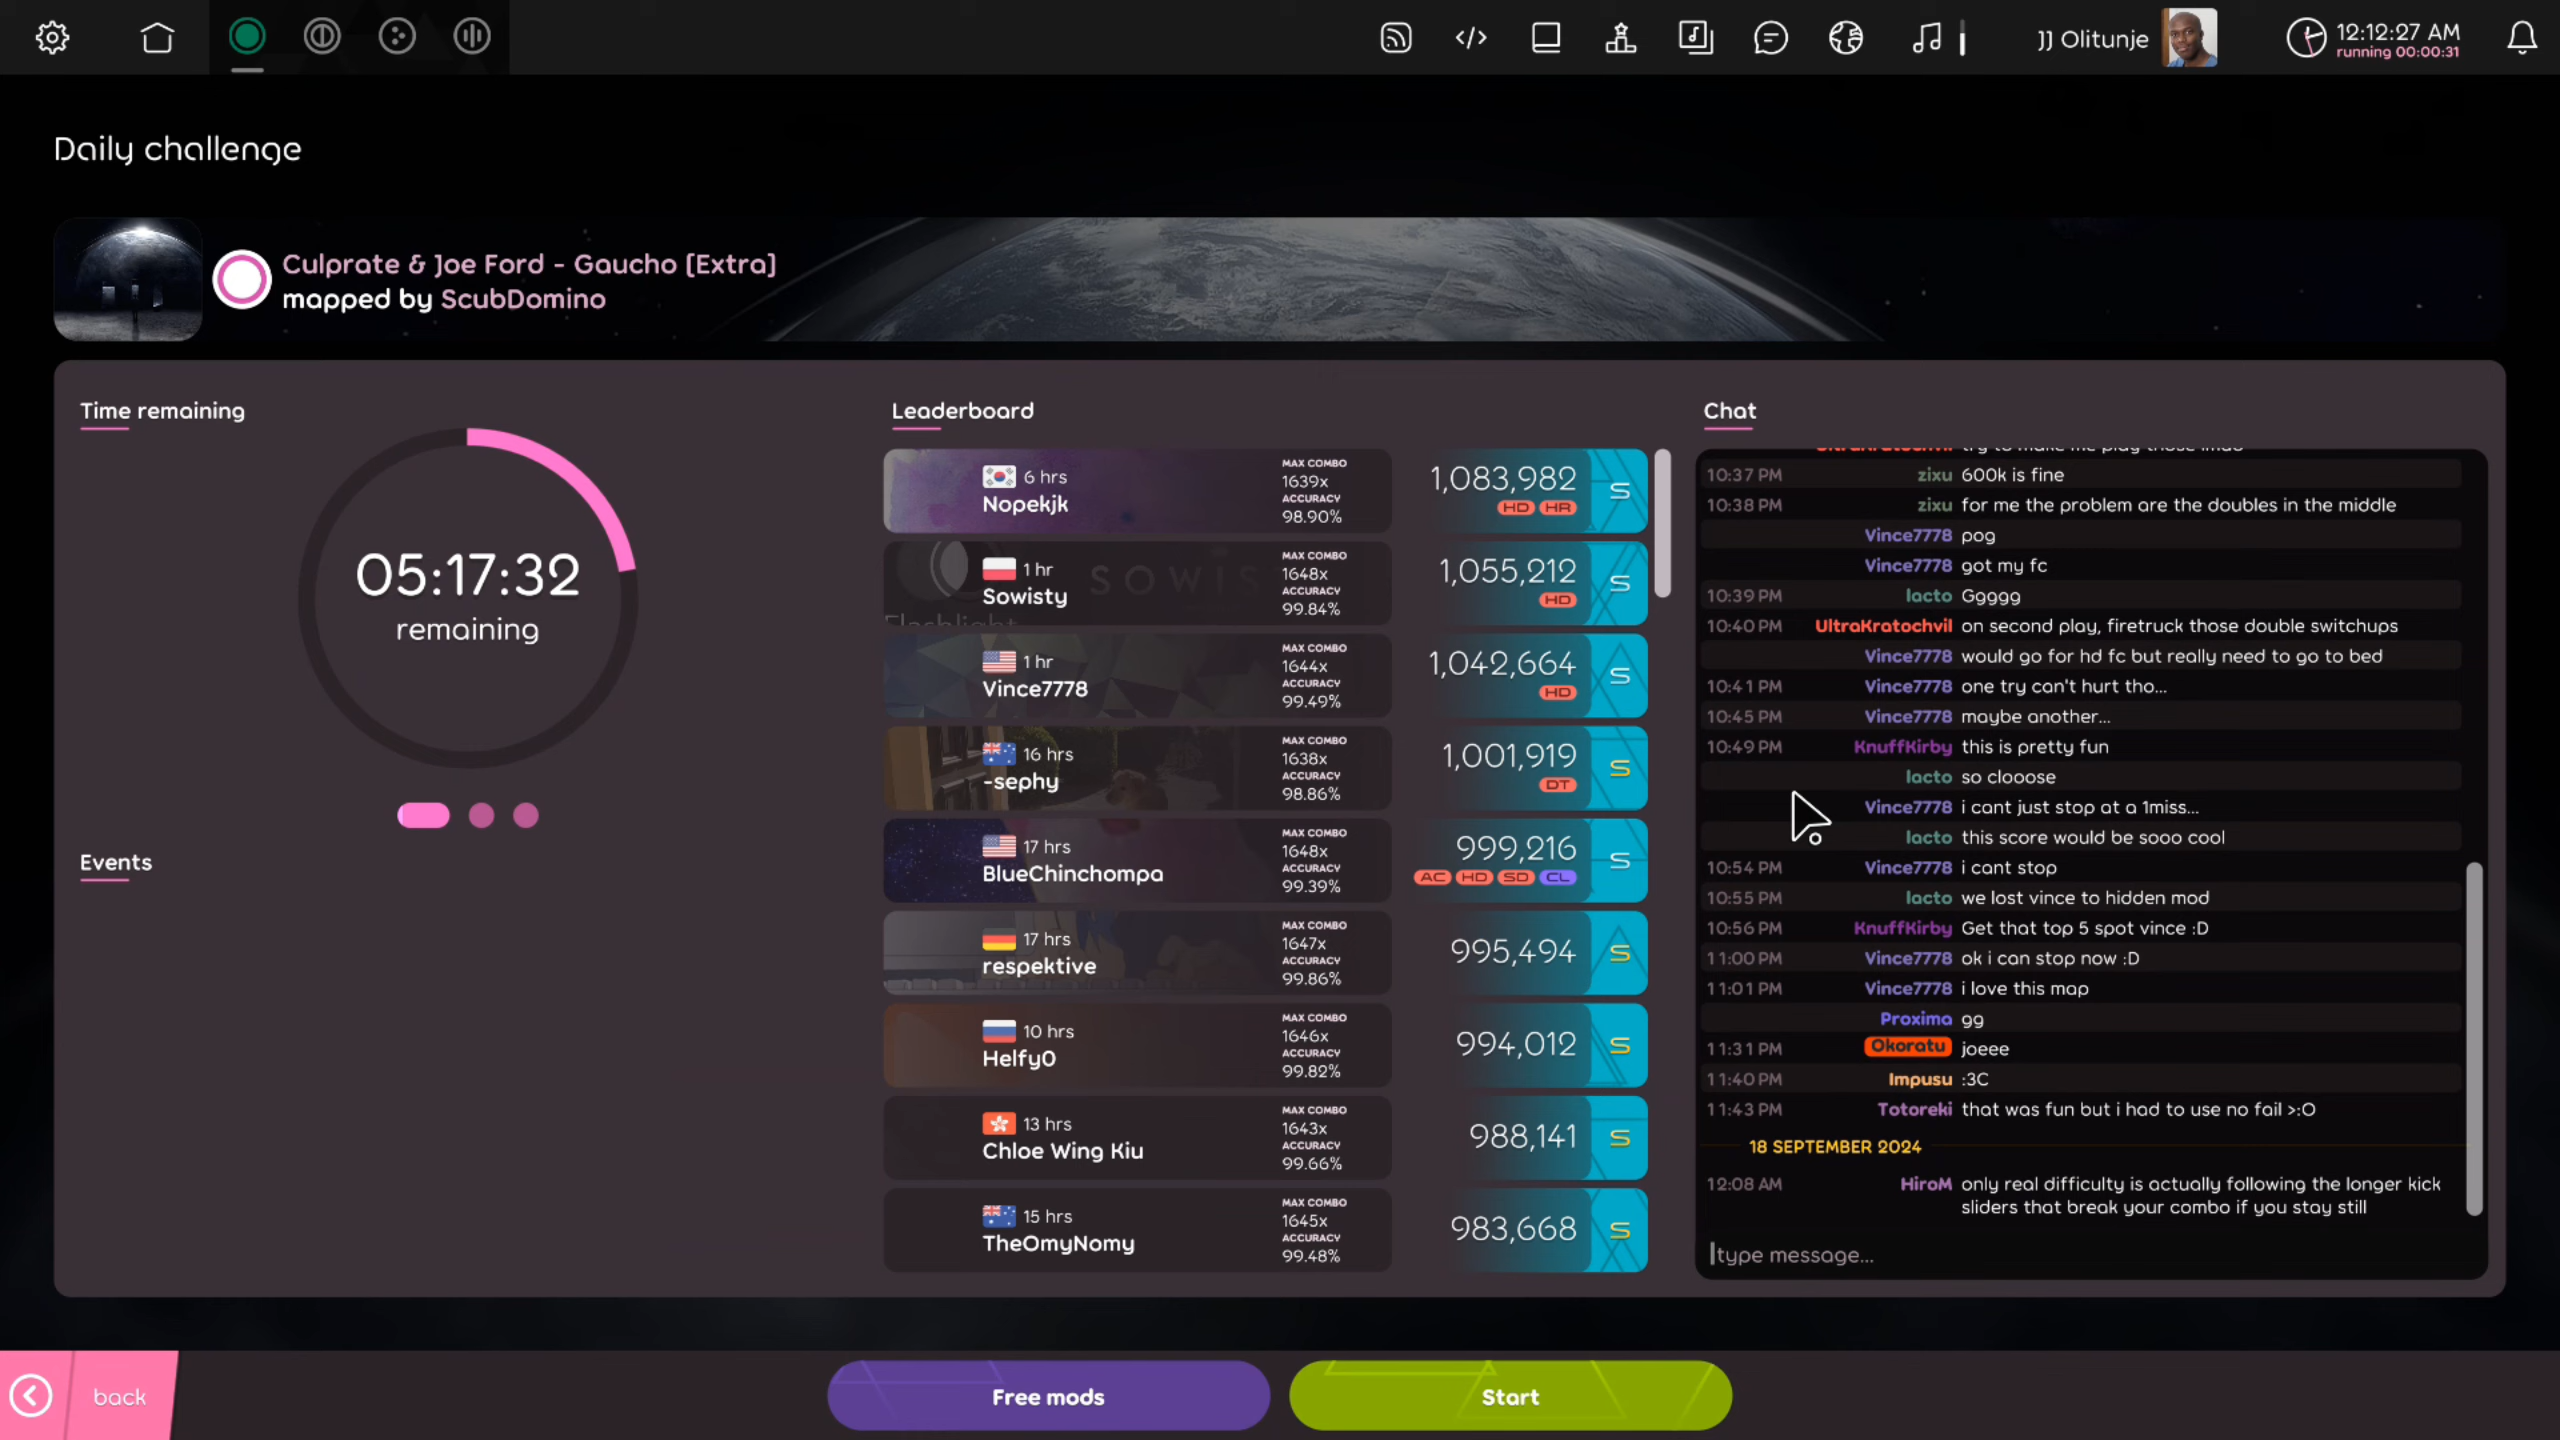 JJ Olitunje
12:12:27 AM
running 00:00:31
Daily challenge
Culprate & Joe Ford - Gaucho [Extra]
mapped by ScubDomino
Time remaining
05:17:32
remaining
Events
Leaderboard
6 hrs
Nopekjk
MAX COMBO
1639x
ACCURACY
98.90%
1,083,982
HD HR
S
1 hr
Sowisty
SOWIS
Flashlight
MAX COMBO
1648x
ACCURACY
99.84%
1,055,212
HD
S
1 hr
Vince7778
MAX COMBO
1644x
ACCURACY
99.49%
1,042,664
HD
S
16 hrs
-sephy
MAX COMBO
1638x
ACCURACY
98.86%
1,001,919
DT
S
17 hrs
BlueChinchompa
MAX COMBO
1648x
ACCURACY
99.39%
999,216
AC HD SD CL
S
17 hrs
respektive
MAX COMBO
1647x
ACCURACY
99.86%
995,494
S
10 hrs
Helfy0
MAX COMBO
1646x
ACCURACY
99.82%
994,012
S
13 hrs
Chloe Wing Kiu
MAX COMBO
1643x
ACCURACY
99.66%
988,141
S
15 hrs
TheOmyNomy
MAX COMBO
1645x
ACCURACY
99.48%
983,668
S
Chat
UltraKratochvil try to make me play those lmao
10:37 PM zixu 600k is fine
10:38 PM zixu for me the problem are the doubles in the middle
Vince7778 pog
Vince7778 got my fc
10:39 PM lacto Ggggg
10:40 PM UltraKratochvil on second play, firetruck those double switchups
Vince7778 would go for hd fc but really need to go to bed
10:41 PM Vince7778 one try can't hurt tho...
10:45 PM Vince7778 maybe another...
10:49 PM KnuffKirby this is pretty fun
lacto so clooose
Vince7778 i cant just stop at a 1miss...
lacto this score would be sooo cool
10:54 PM Vince7778 i cant stop
10:55 PM lacto we lost vince to hidden mod
10:56 PM KnuffKirby Get that top 5 spot vince :D
11:00 PM Vince7778 ok i can stop now :D
11:01 PM Vince7778 i love this map
Proxima gg
11:31 PM Okoratu joeee
11:40 PM Impusu :3C
11:43 PM Totoreki that was fun but i had to use no fail >:O
18 SEPTEMBER 2024
12:08 AM HiroM only real difficulty is actually following the longer kick
sliders that break your combo if you stay still
type message...
back
Free mods
Start